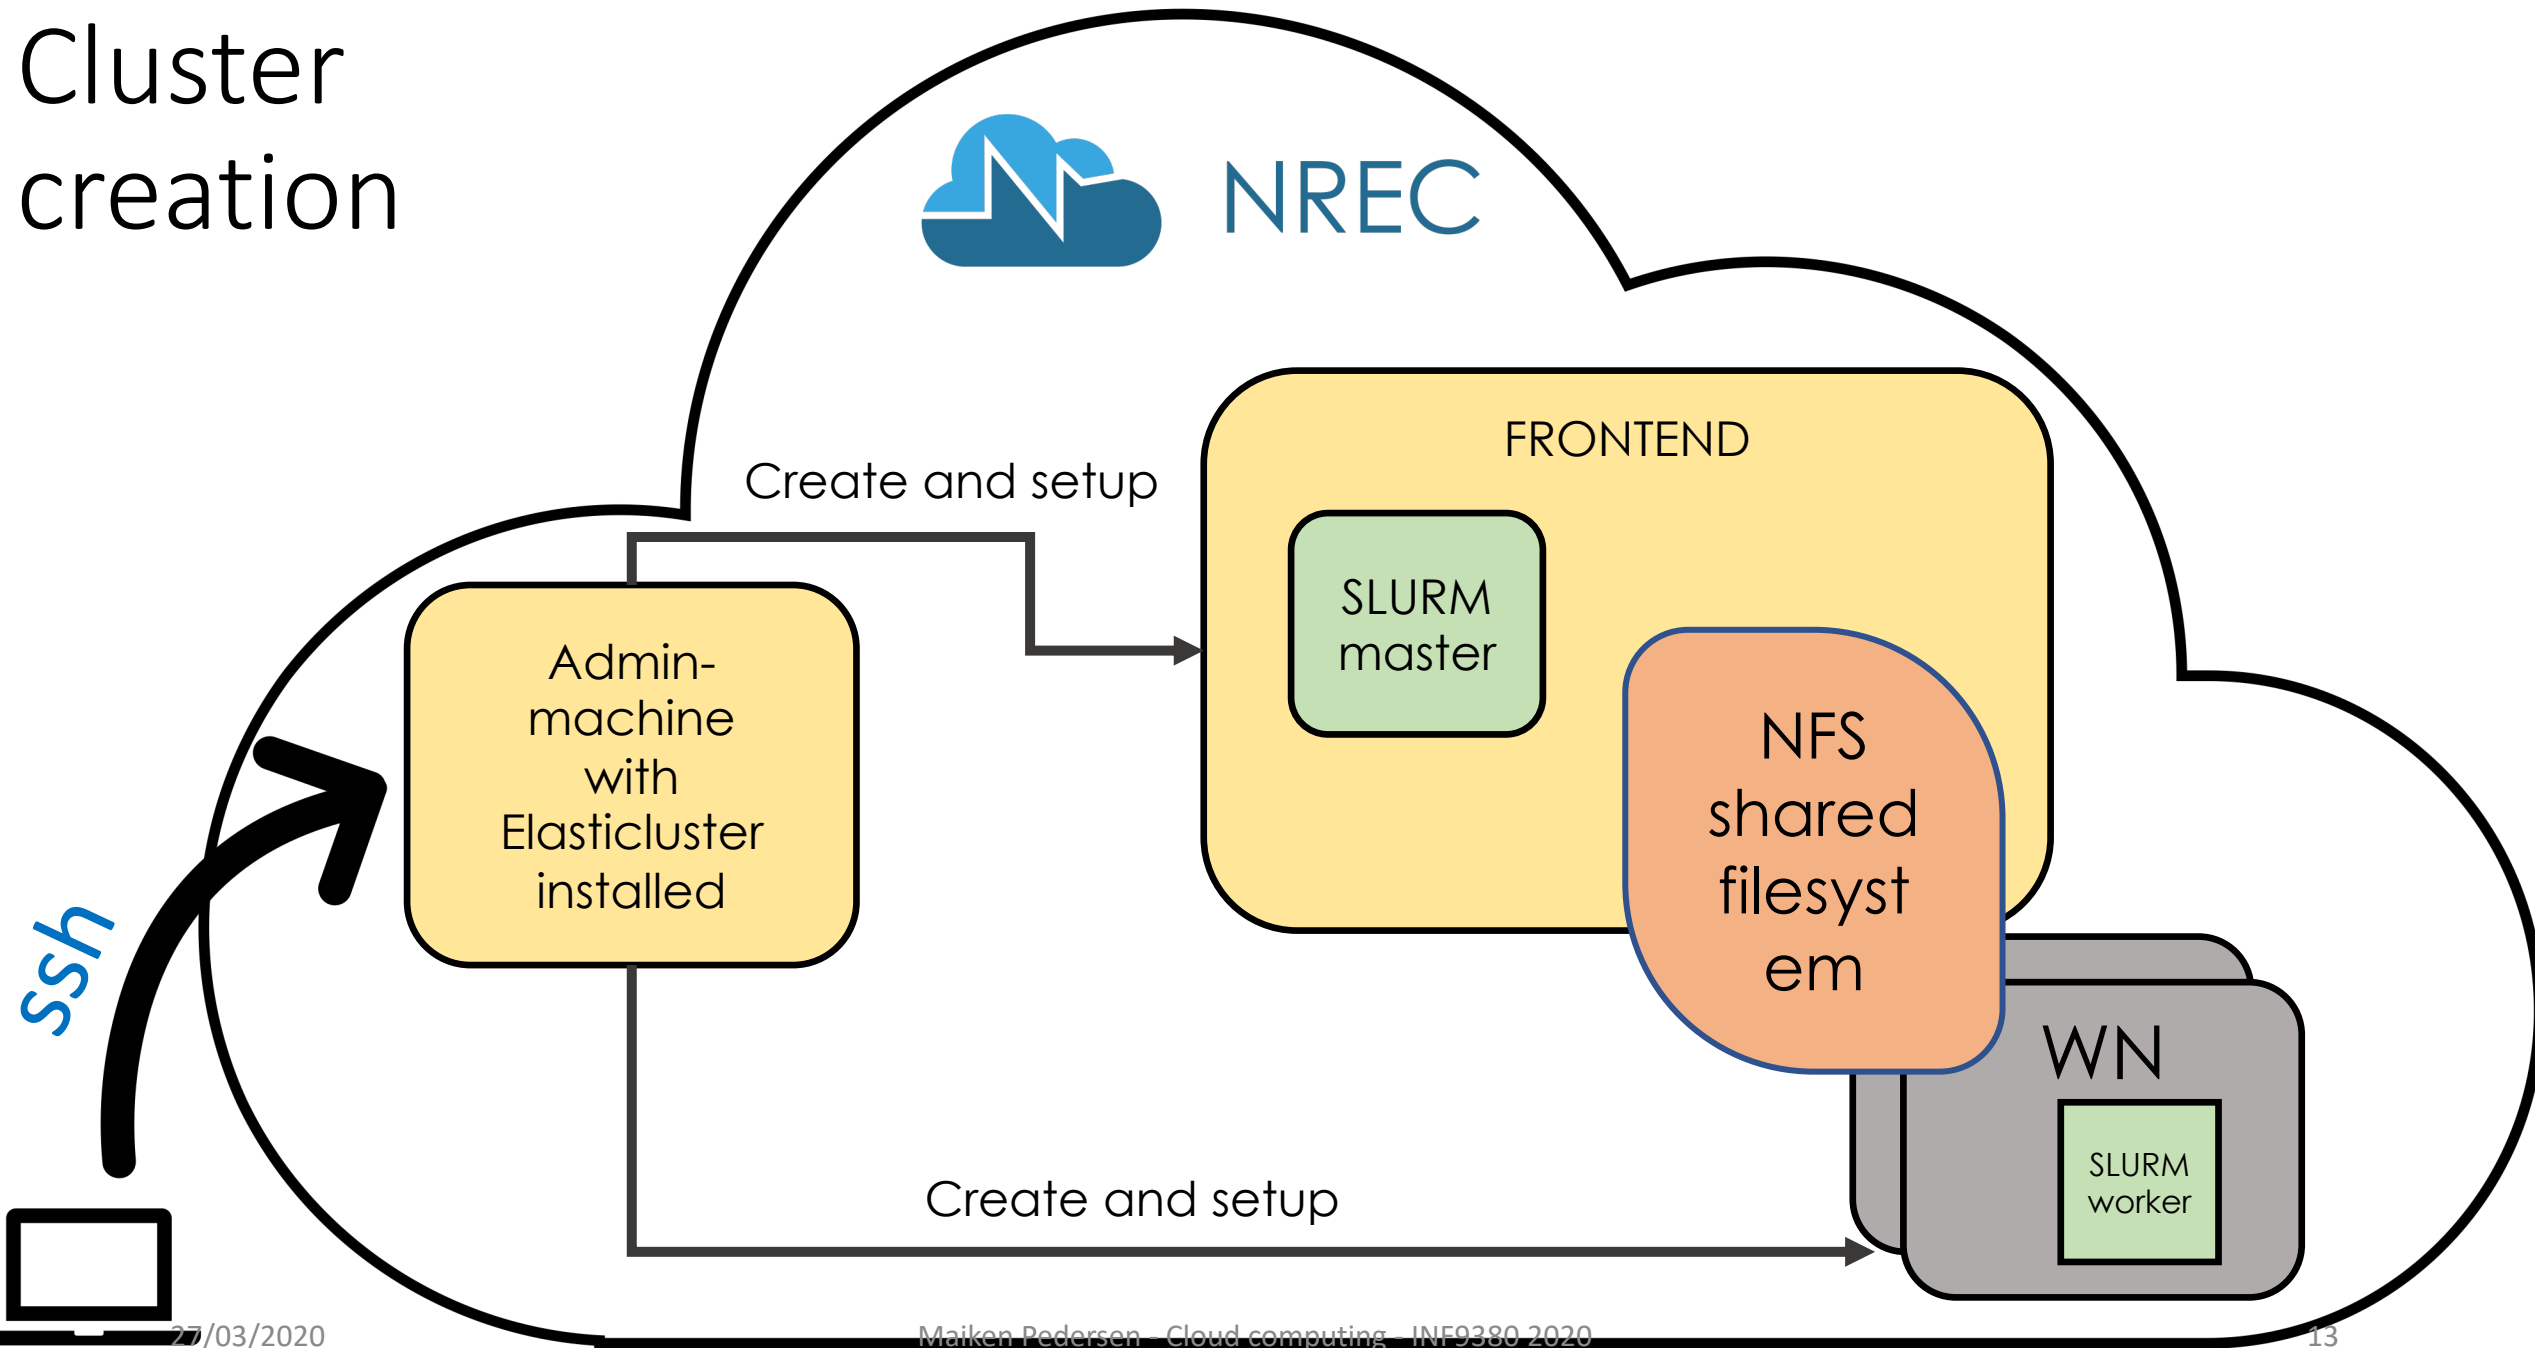 Cluster
creation
NREC
FRONTEND
Create and setup
SLURM
master
Admin-
machine
with
Elasticluster
installed
NFS
shared
filesyst
em
ssh
WN
SLURM
worker
Create and setup
27/03/2020
Maiken Pedersen - Cloud computing - INF9380 2020
13